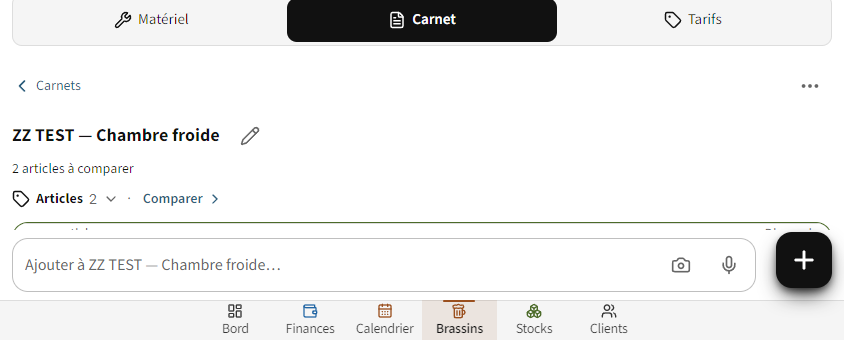 Matériel Carnet Tarifs
Carnets
ZZ TEST — Chambre froide
2 articles à comparer
Articles 2 · Comparer
Ajouter à ZZ TEST — Chambre froide…
Bord Finances Calendrier Brassins Stocks Clients